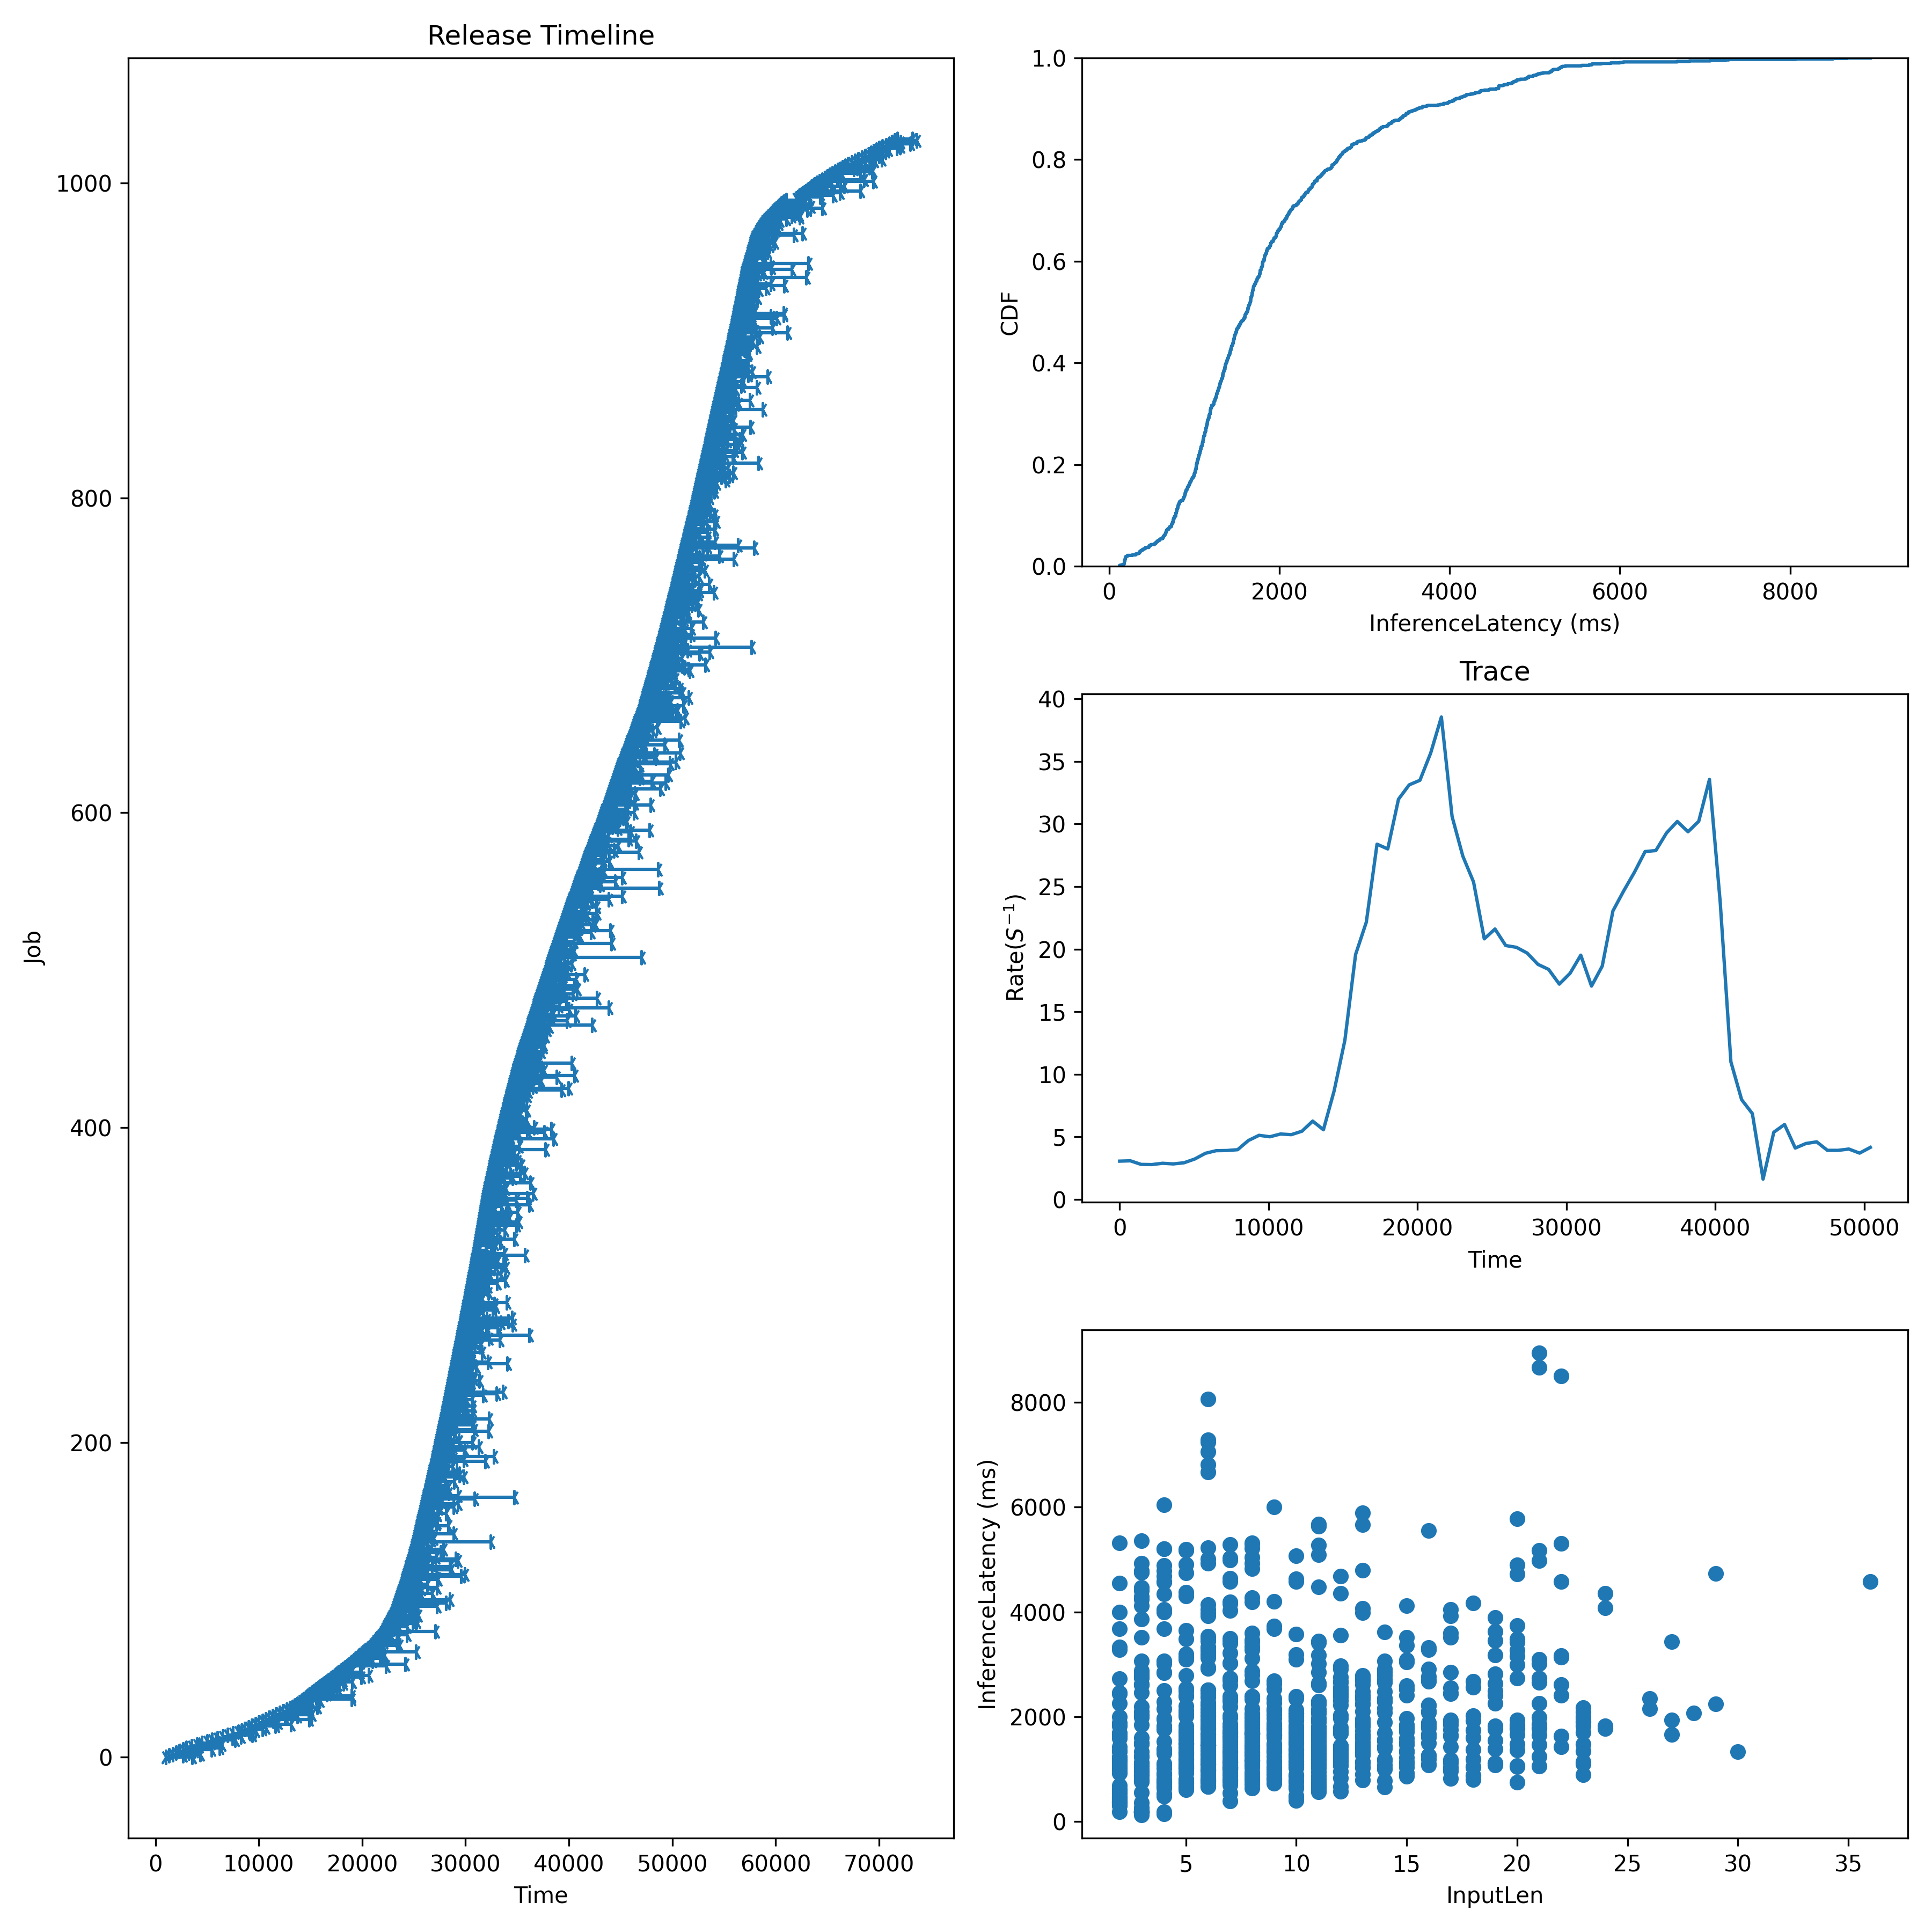 Release Timeline
Job
1000
800
600
400
200
0
0 10000 20000 30000 40000 50000 60000 70000
Time
CDF
1.0
0.8
0.6
0.4
0.2
0.0
0 2000 4000 6000 8000
InferenceLatency (ms)
Trace
Rate(S⁻¹)
40
35
30
25
20
15
10
5
0
0 10000 20000 30000 40000 50000
Time
InferenceLatency (ms)
8000
6000
4000
2000
0
5 10 15 20 25 30 35
InputLen